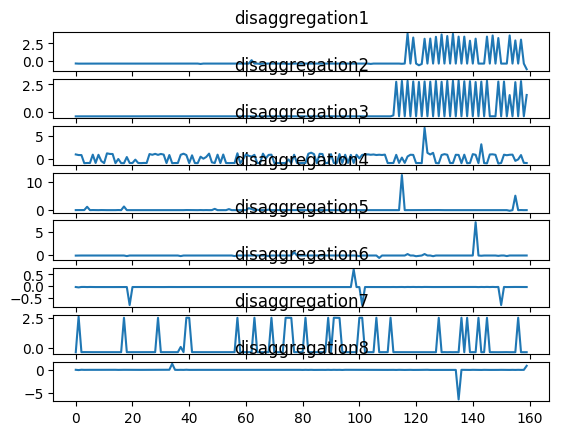 disaggregation1
2.5
0.0
disaggregation2
2.5
0.0
disaggregation3
5
0
disaggregation4
10
0
disaggregation5
5
0
disaggregation6
0.5
0.0
−0.5
disaggregation7
2.5
0.0
disaggregation8
0
−5
0 20 40 60 80 100 120 140 160